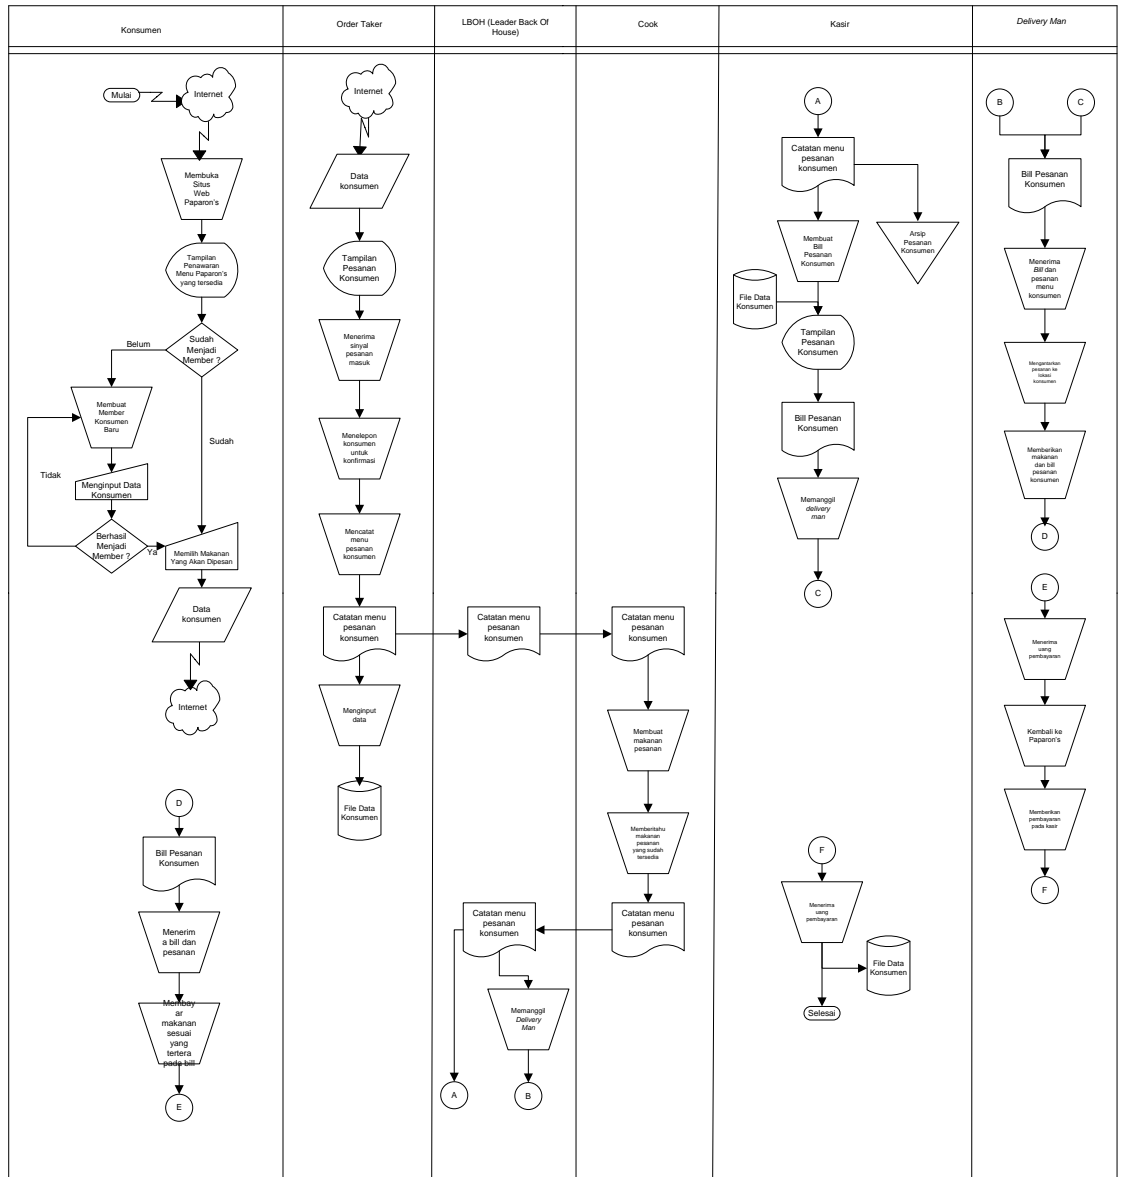 Konsumen
Order Taker
LBOH (Leader Back Of
House)
Cook
Kasir
Delivery Man
Mulai
Internet
Membuka
Situs
Web
Paparon's
Tampilan
Penawaran
Menu Paparon's
yang tersedia
Sudah
Menjadi
Member ?
Belum
Sudah
Membuat
Member
Konsumen
Baru
Tidak
Menginput Data
Konsumen
Berhasil
Menjadi
Member ?
Ya
Memilih Makanan
Yang Akan Dipesan
Data
konsumen
Internet
D
Bill Pesanan
Konsumen
Menerim
a bill dan
pesanan
Membay
ar
makanan
sesuai
yang
tertera
pada bill
E
Internet
Data
konsumen
Tampilan
Pesanan
Konsumen
Menerima
sinyal
pesanan
masuk
Menelepon
konsumen
untuk
konfirmasi
Mencatat
menu
pesanan
konsumen
Catatan menu
pesanan
konsumen
Menginput
data
File Data
Konsumen
Catatan menu
pesanan
konsumen
Catatan menu
pesanan
konsumen
Memanggil
Delivery
Man
A
B
Catatan menu
pesanan
konsumen
Membuat
makanan
pesanan
Memberitahu
makanan
pesanan
yang sudah
tersedia
Catatan menu
pesanan
konsumen
A
Catatan menu
pesanan
konsumen
Arsip
Pesanan
Konsumen
Membuat
Bill
Pesanan
Konsumen
File Data
Konsumen
Tampilan
Pesanan
Konsumen
Bill Pesanan
Konsumen
Memanggil
delivery
man
C
F
Menerima
uang
pembayaran
File Data
Konsumen
Selesai
B
C
Bill Pesanan
Konsumen
Menerima
Bill dan
pesanan
menu
konsumen
Mengantarkan
pesanan ke
lokasi
konsumen
Memberikan
makanan
dan bill
pesanan
konsumen
D
E
Menerima
uang
pembayaran
Kembali ke
Paparon's
Memberikan
pembayaran
pada kasir
F